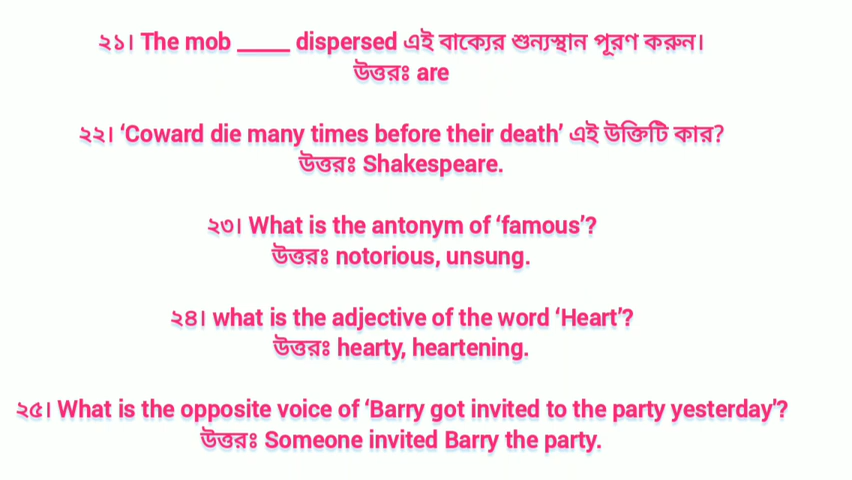 ২১। The mob _____ dispersed এই বাক্যের শুন্যস্থান পূরণ করুন।
উত্তরঃ are
২২। ‘Coward die many times before their death’ এই উক্তিটি কার?
উত্তরঃ Shakespeare.
২৩। What is the antonym of ‘famous’?
উত্তরঃ notorious, unsung.
২৪। what is the adjective of the word ‘Heart’?
উত্তরঃ hearty, heartening.
২৫। What is the opposite voice of ‘Barry got invited to the party yesterday’?
উত্তরঃ Someone invited Barry the party.